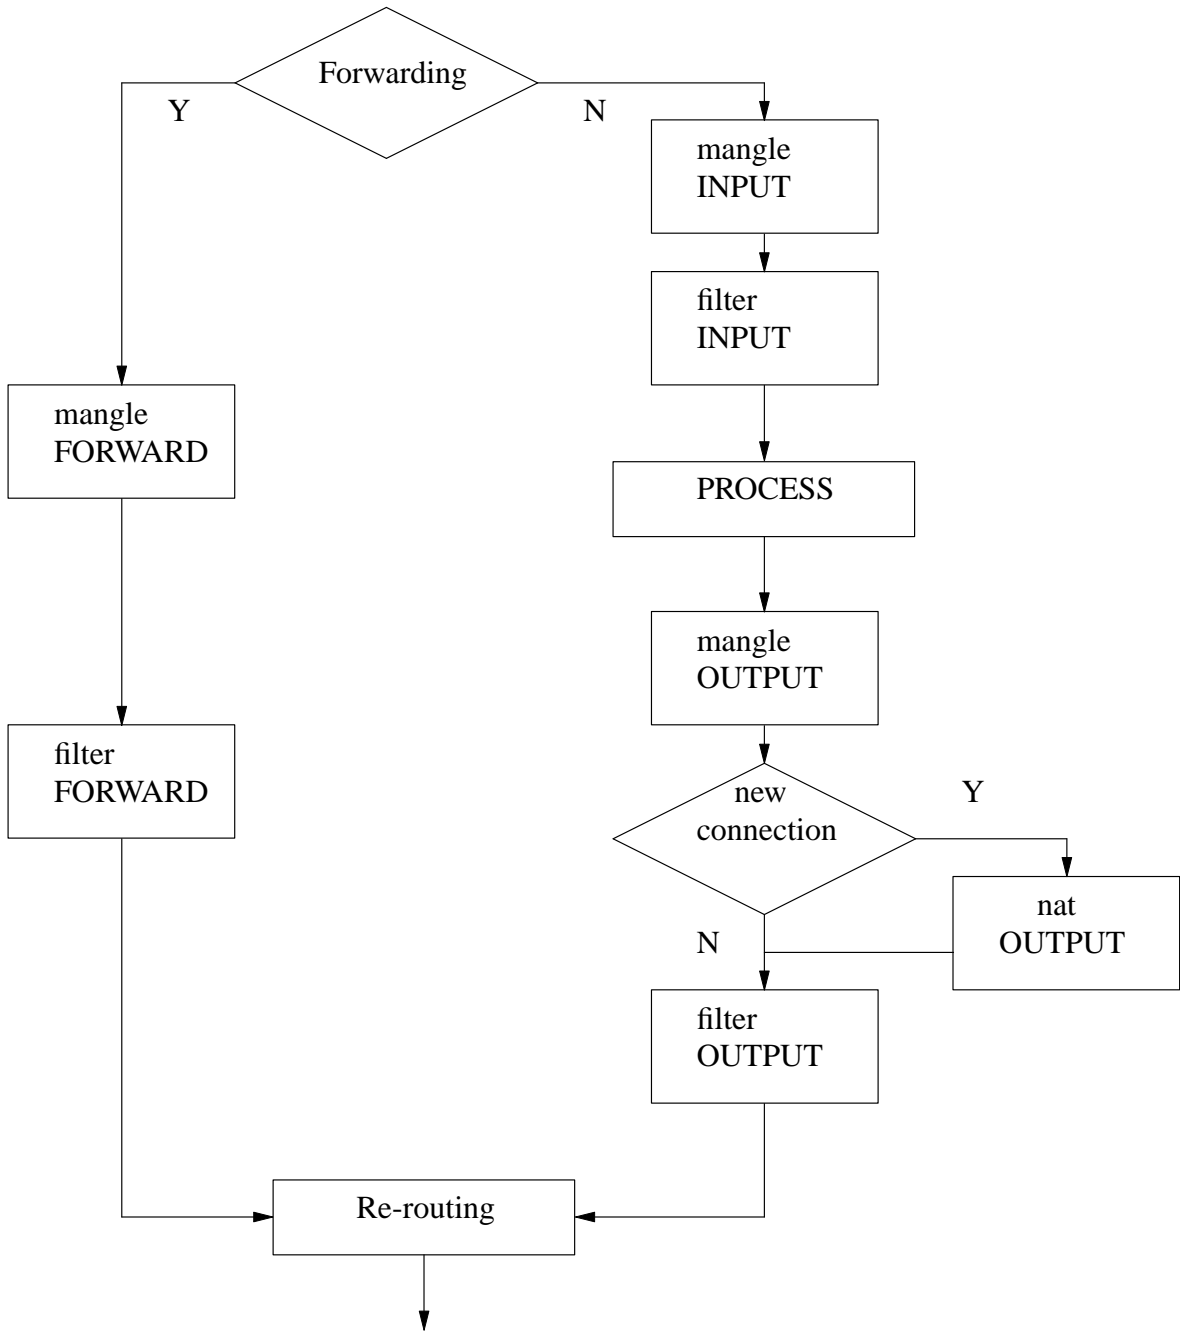 Forwarding
Y
N
mangle
INPUT
filter
INPUT
mangle
FORWARD
PROCESS
mangle
OUTPUT
filter
FORWARD
new
connection
Y
nat
OUTPUT
N
filter
OUTPUT
Re-routing